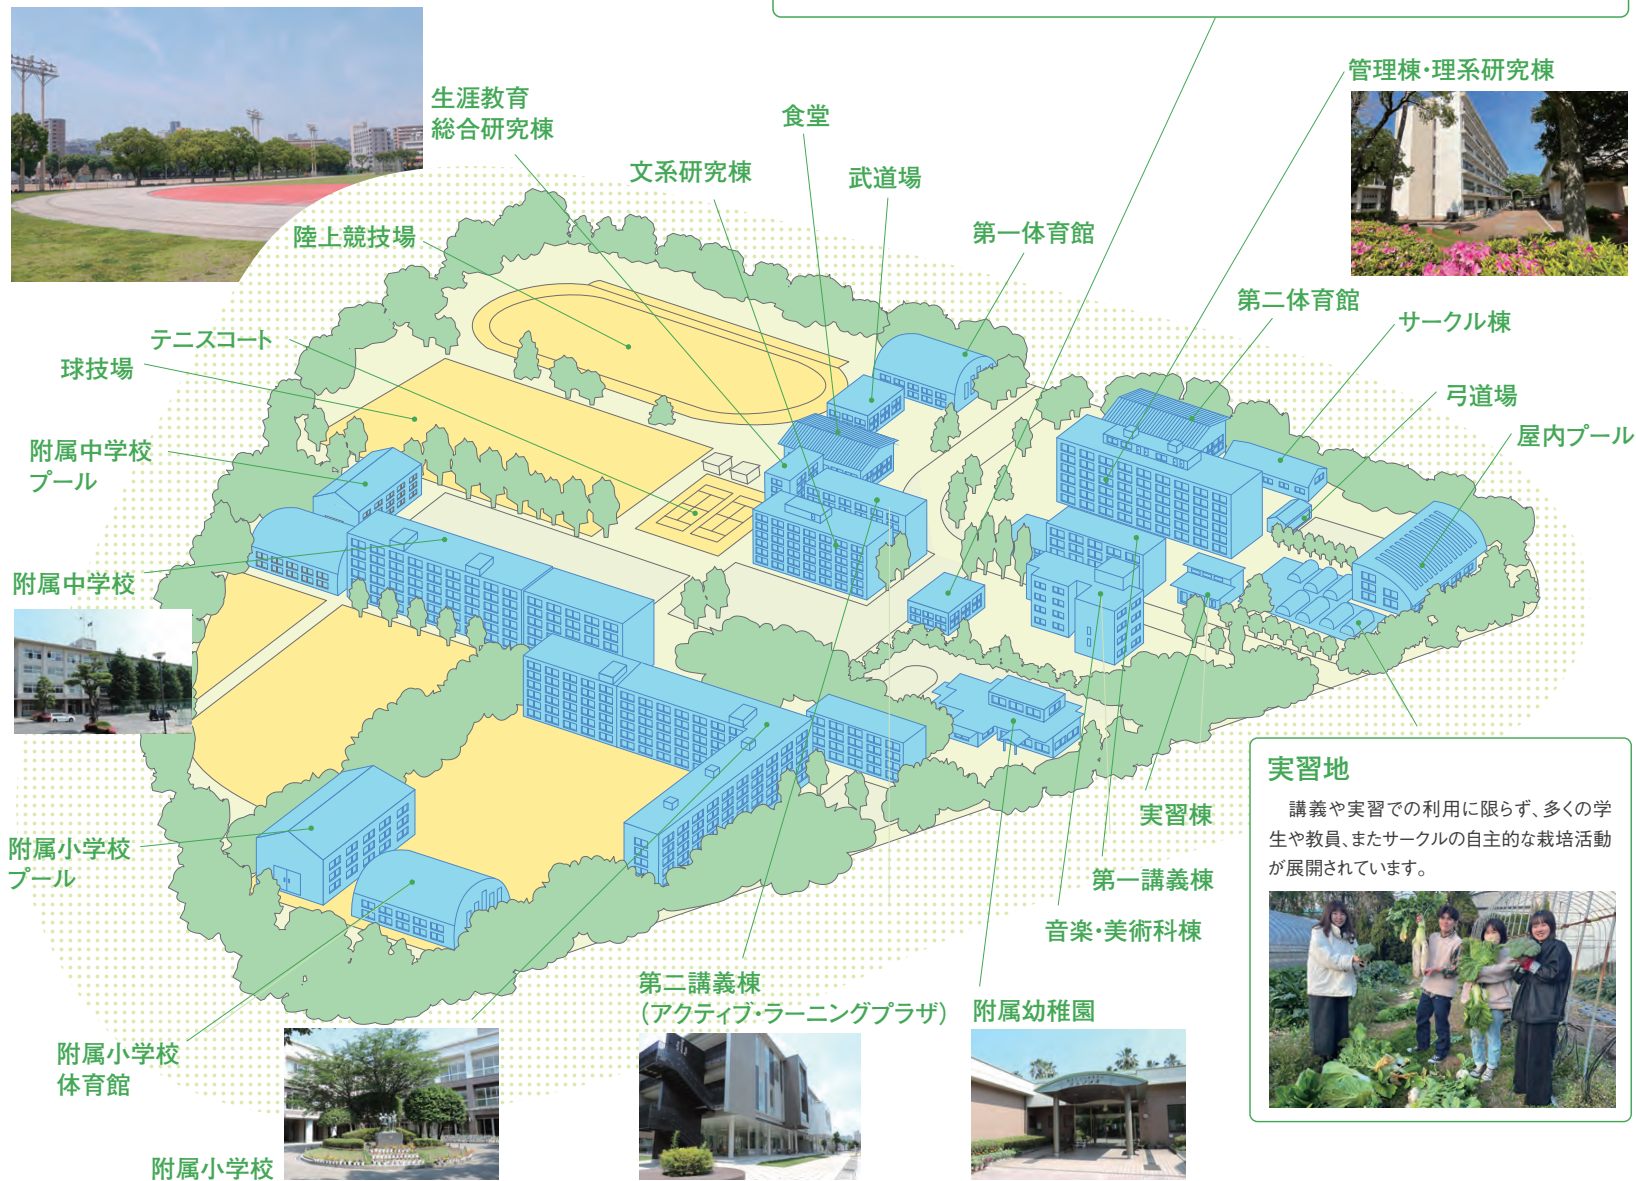 管理棟・理系研究棟
生涯教育
総合研究棟
食堂
文系研究棟
武道場
陸上競技場
第一体育館
第二体育館
サークル棟
テニスコート
球技場
弓道場
屋内プール
附属中学校
プール
附属中学校
実習地
　講義や実習での利用に限らず、多くの学
生や教員、またサークルの自主的な栽培活動
が展開されています。
実習棟
附属小学校
プール
第一講義棟
音楽・美術科棟
第二講義棟
（アクティブ・ラーニングプラザ）
附属幼稚園
附属小学校
体育館
附属小学校